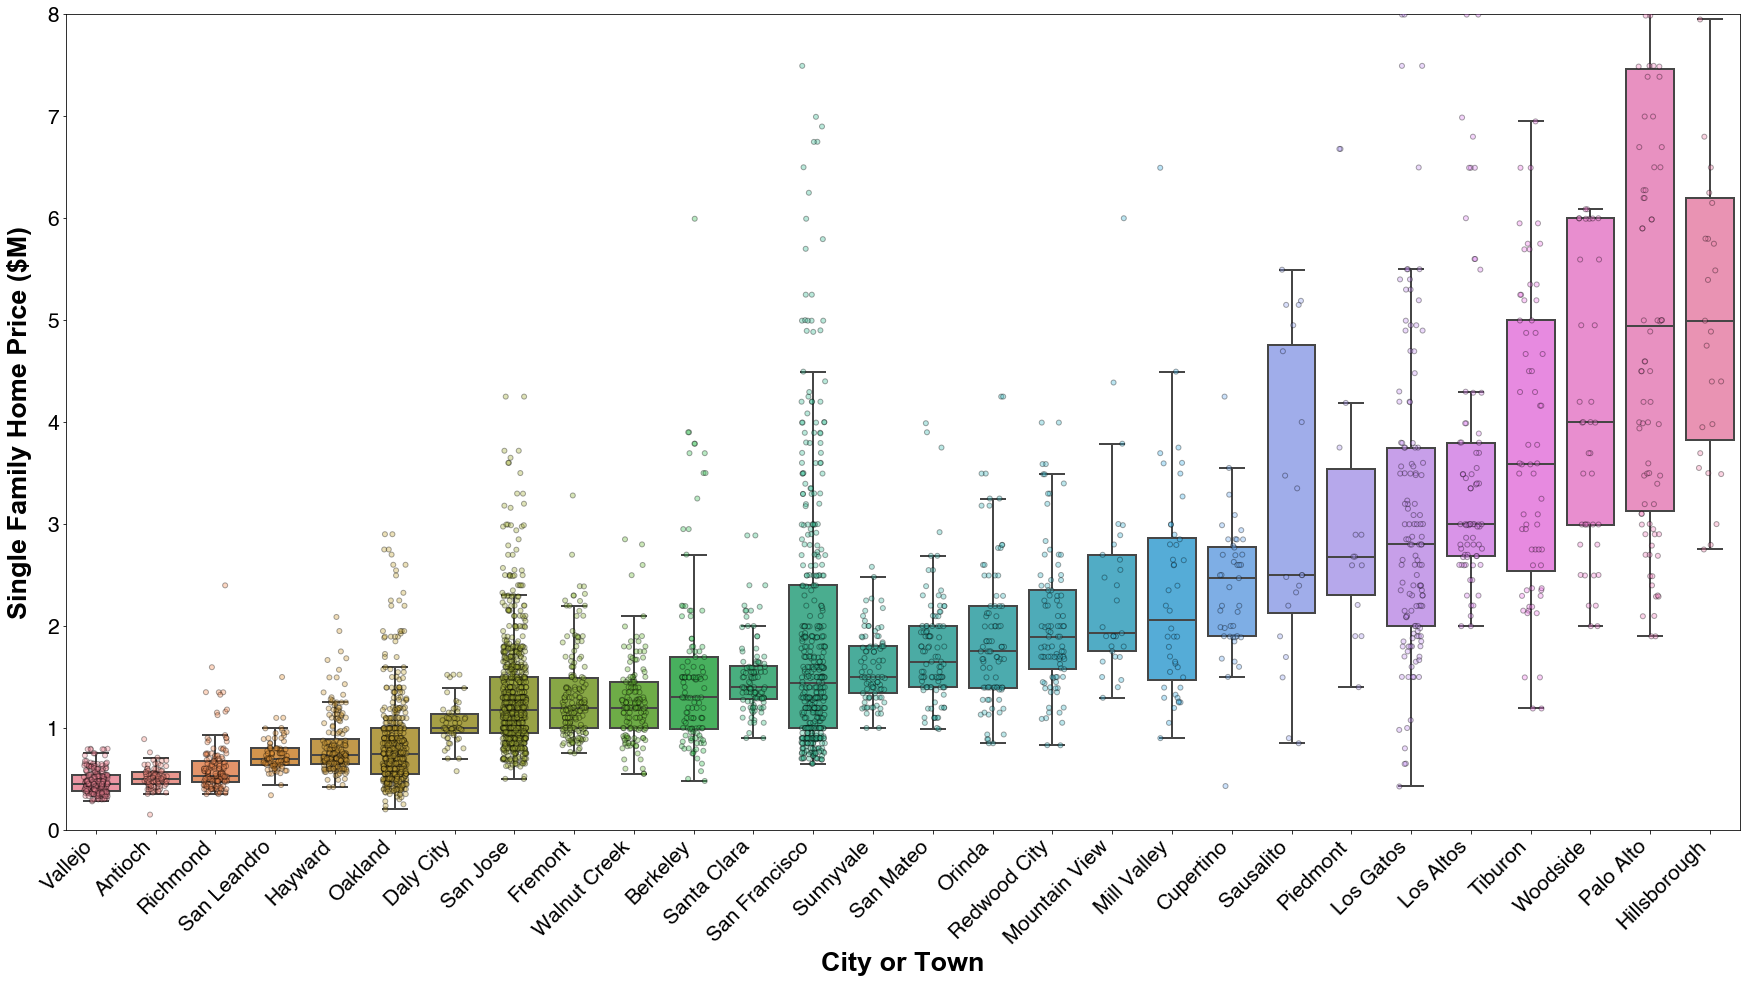 Single Family Home Price ($M)
8
7
6
5
4
3
2
1
0
Vallejo
Antioch
Richmond
San Leandro
Hayward
Oakland
Daly City
San Jose
Fremont
Walnut Creek
Berkeley
Santa Clara
San Francisco
Sunnyvale
San Mateo
Orinda
Redwood City
Mountain View
Mill Valley
Cupertino
Sausalito
Piedmont
Los Gatos
Los Altos
Tiburon
Woodside
Palo Alto
Hillsborough
City or Town